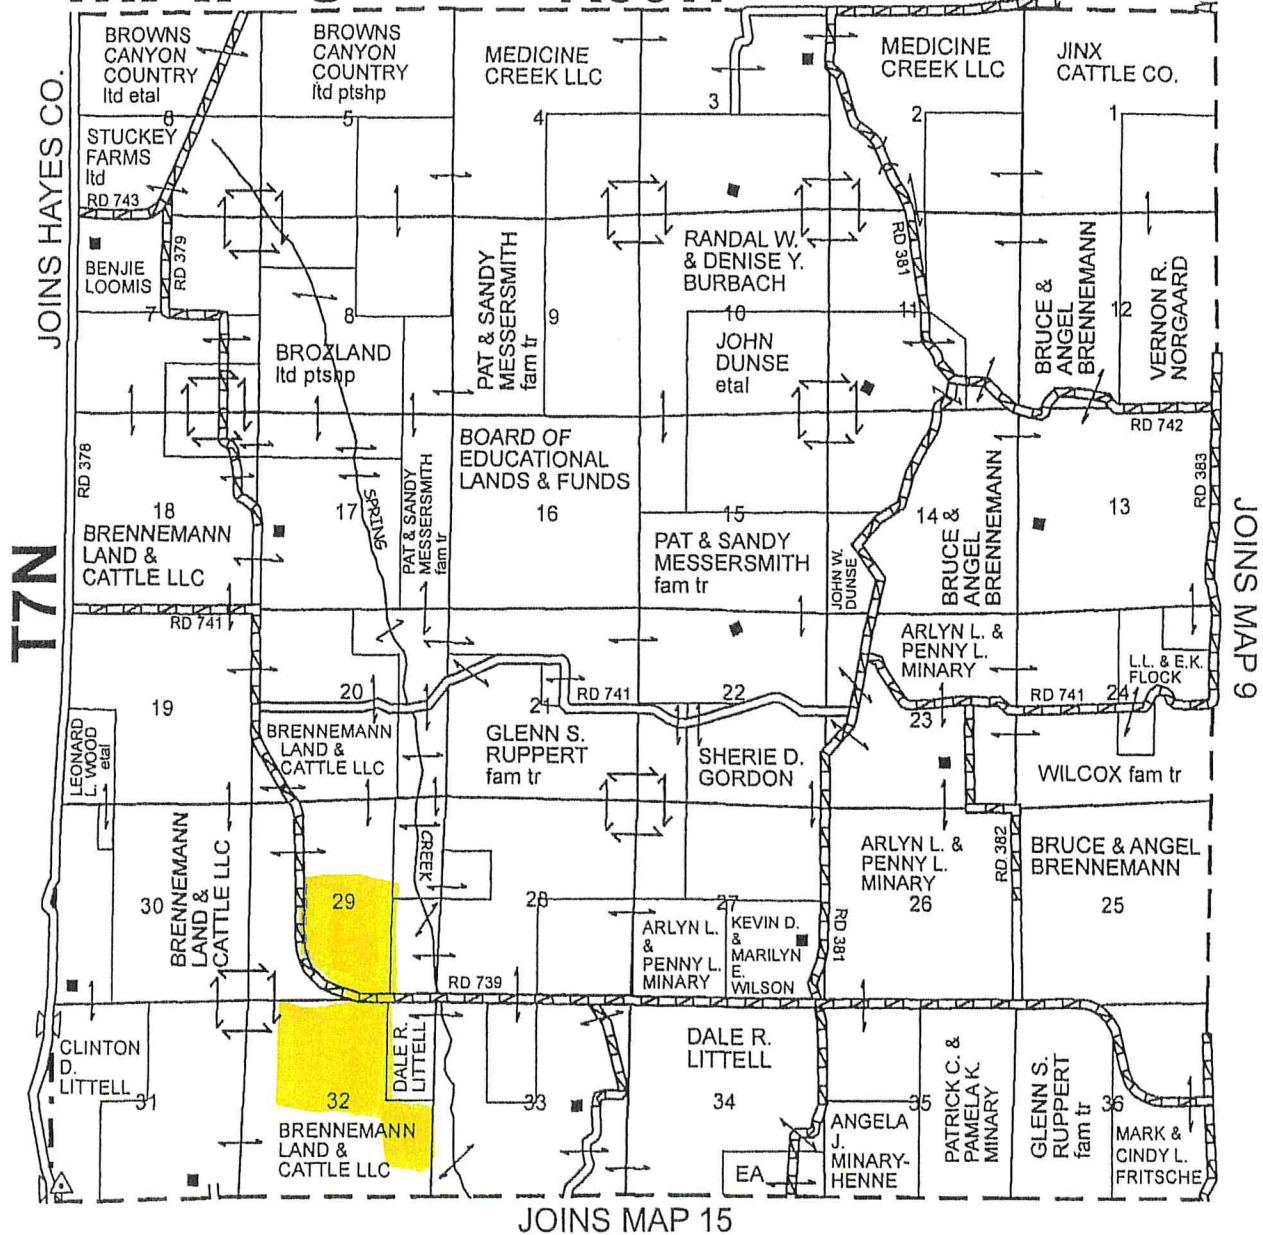 BROWNS
CANYON
COUNTRY
ltd etal
BROWNS
CANYON
COUNTRY
ltd ptshp
MEDICINE
CREEK LLC
MEDICINE
CREEK LLC
JINX
CATTLE CO.
6
5
4
3
2
1
JOINS HAYES CO.
STUCKEY
FARMS
ltd
RD 743
BENJIE
LOOMIS
RD 379
PAT & SANDY
MESSERSMITH
fam tr
RANDAL W.
& DENISE Y.
BURBACH
RD 381
BRUCE &
ANGEL
BRENNEMANN
VERNON R.
NORGAARD
7
8
9
10
11
12
BROZLAND
ltd ptshp
JOHN
DUNSE
etal
RD 742
RD 378
BOARD OF
EDUCATIONAL
LANDS & FUNDS
RD 383
18
17
16
15
14
13
SPRING
PAT & SANDY
MESSERSMITH
fam tr
BRENNEMANN
LAND &
CATTLE LLC
PAT & SANDY
MESSERSMITH
fam tr
JOHN W.
DUNSE
BRUCE &
ANGEL
BRENNEMANN
T7N
JOINS MAP 9
RD 741
ARLYN L. &
PENNY L.
MINARY
L.L. & E.K.
FLOCK
19
20
21
RD 741
22
23
RD 741
24
LEONARD
L. WOOD
etal
BRENNEMANN
LAND &
CATTLE LLC
GLENN S.
RUPPERT
fam tr
SHERIE D.
GORDON
WILCOX fam tr
BRENNEMANN
LAND &
CATTLE LLC
CREEK
ARLYN L. &
PENNY L.
MINARY
RD 382
BRUCE & ANGEL
BRENNEMANN
30
29
28
27
26
25
ARLYN L.
&
PENNY L.
MINARY
KEVIN D.
&
MARILYN
E.
WILSON
RD 381
RD 739
CLINTON
D.
LITTELL
DALE R.
LITTELL
DALE R.
LITTELL
PATRICK C. &
PAMELA K.
MINARY
GLENN S.
RUPPERT
fam tr
31
32
33
34
35
36
BRENNEMANN
LAND &
CATTLE LLC
EA
ANGELA
J.
MINARY-
HENNE
MARK &
CINDY L.
FRITSCHE
JOINS MAP 15